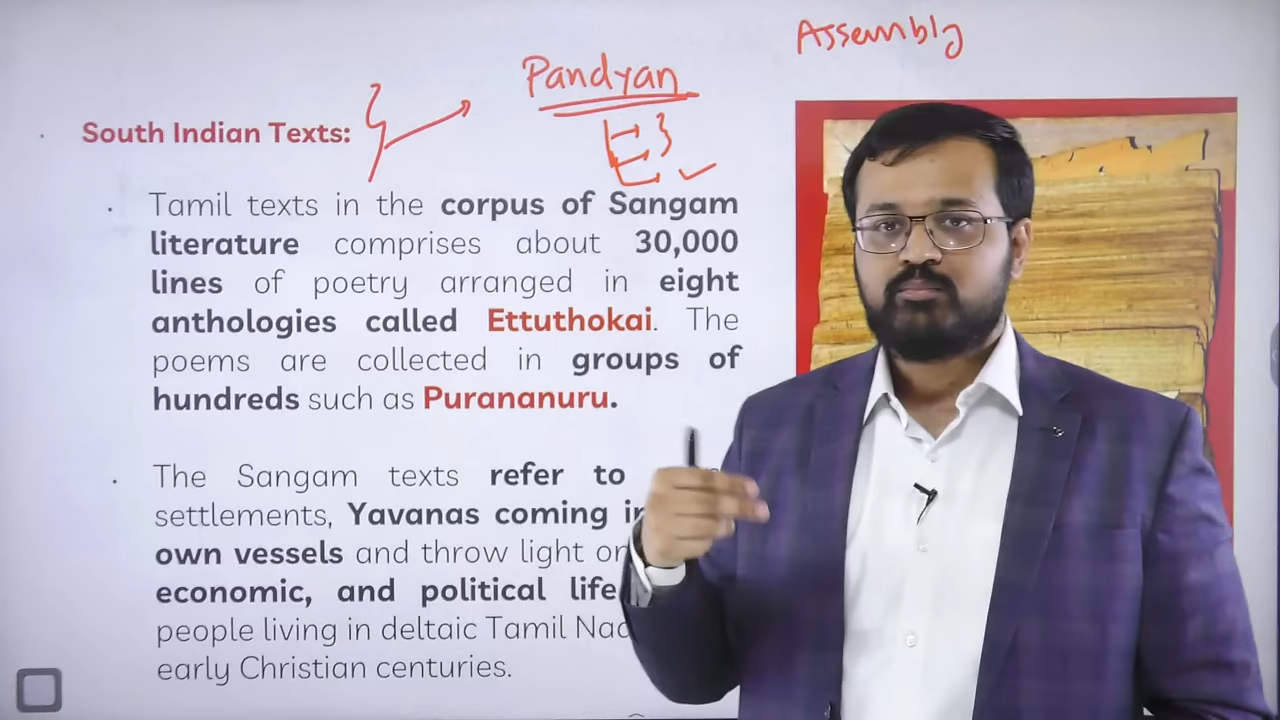 Assembly
Pandyan
South Indian Texts:
Tamil texts in the corpus of Sangam
literature comprises about 30,000
lines of poetry arranged in eight
anthologies called Ettuthokai. The
poems are collected in groups of
hundreds such as Purananuru.
The Sangam texts refer to
settlements, Yavanas coming in
own vessels and throw light on
economic, and political life
people living in deltaic Tamil
early Christian centuries.